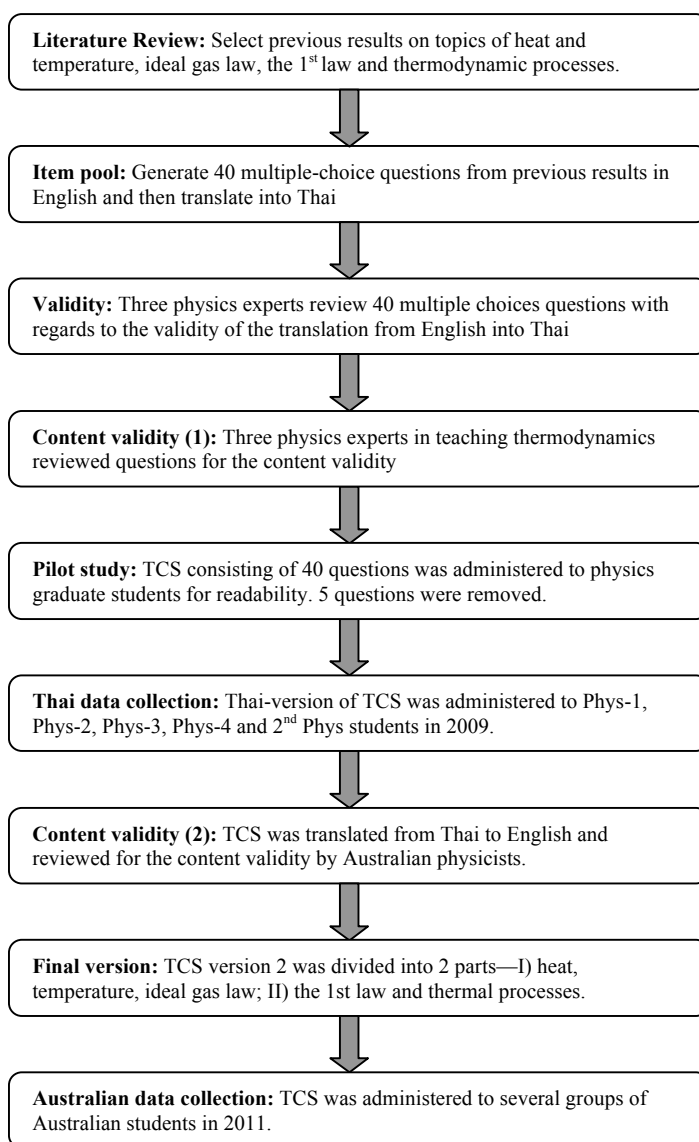 Literature Review: Select previous results on topics of heat and
temperature, ideal gas law, the 1st law and thermodynamic processes.
Item pool: Generate 40 multiple-choice questions from previous results in
English and then translate into Thai
Validity: Three physics experts review 40 multiple choices questions with
regards to the validity of the translation from English into Thai
Content validity (1): Three physics experts in teaching thermodynamics
reviewed questions for the content validity
Pilot study: TCS consisting of 40 questions was administered to physics
graduate students for readability. 5 questions were removed.
Thai data collection: Thai-version of TCS was administered to Phys-1,
Phys-2, Phys-3, Phys-4 and 2nd Phys students in 2009.
Content validity (2): TCS was translated from Thai to English and
reviewed for the content validity by Australian physicists.
Final version: TCS version 2 was divided into 2 parts—I) heat,
temperature, ideal gas law; II) the 1st law and thermal processes.
Australian data collection: TCS was administered to several groups of
Australian students in 2011.